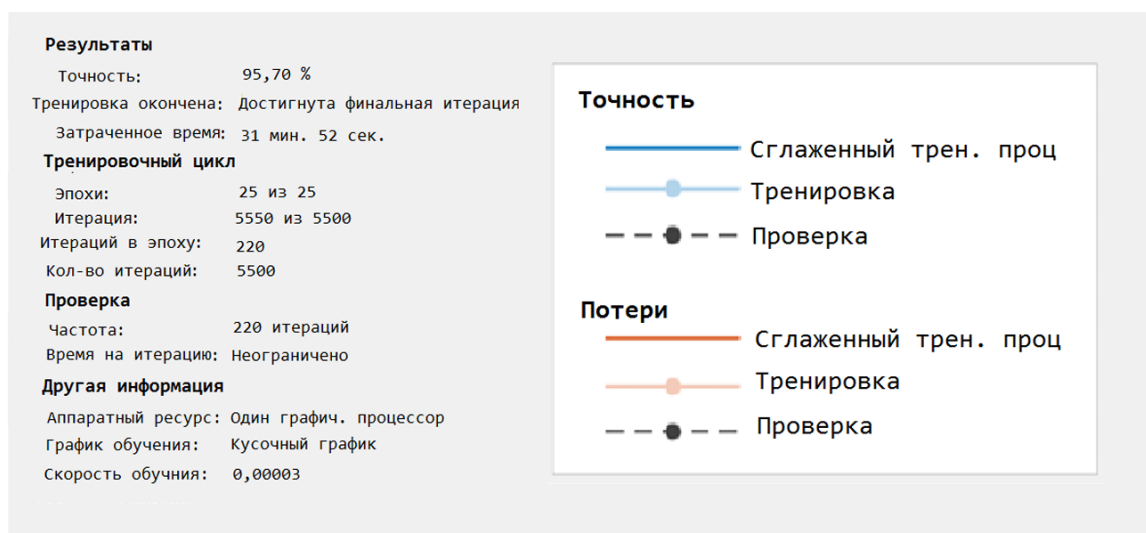 Результаты
Точность: 95,70 %
Тренировка окончена: Достигнута финальная итерация
Затраченное время: 31 мин. 52 сек.
Тренировочный цикл
Эпохи: 25 из 25
Итерация: 5550 из 5500
Итераций в эпоху: 220
Кол-во итераций: 5500
Проверка
Частота: 220 итераций
Время на итерацию: Неограничено
Другая информация
Аппаратный ресурс: Один графич. процессор
График обучения: Кусочный график
Скорость обучния: 0,00003
Точность
Сглаженный трен. проц
Тренировка
Проверка
Потери
Сглаженный трен. проц
Тренировка
Проверка